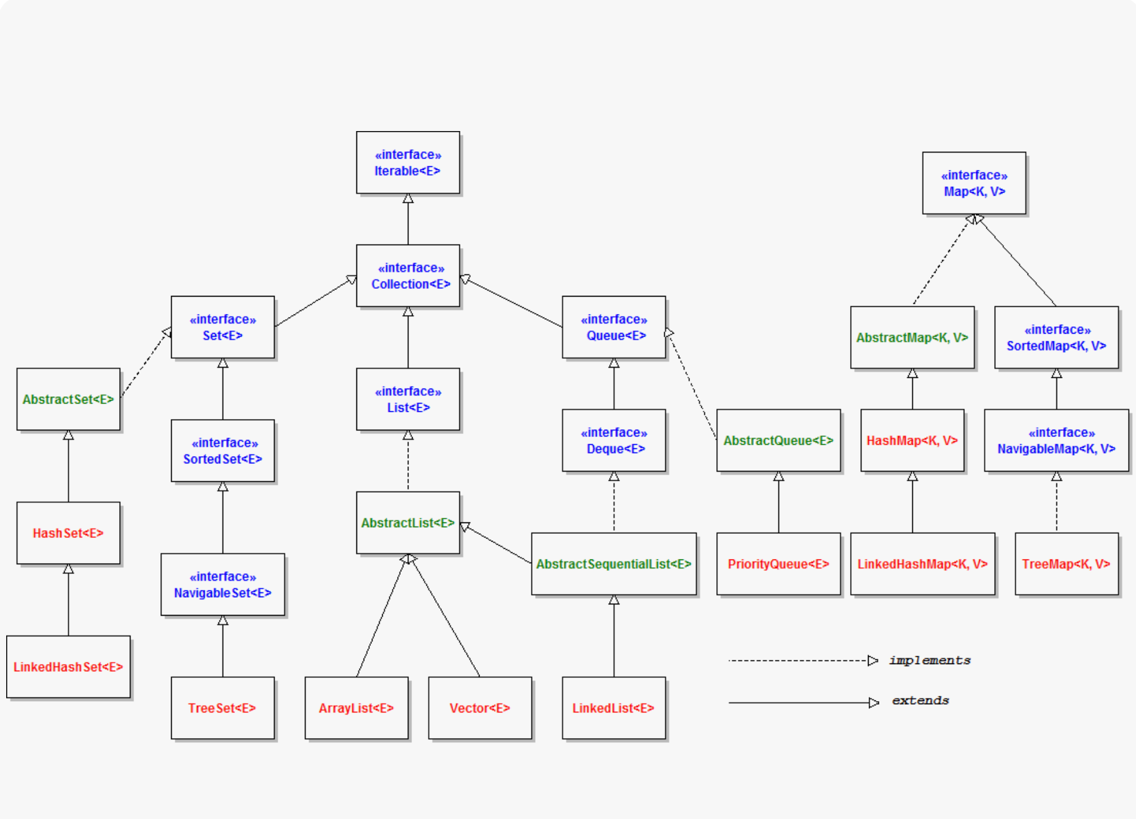 «interface»
Iterable<E>
«interface»
Map<K, V>
«interface»
Collection<E>
«interface»
Set<E>
«interface»
Queue<E>
AbstractMap<K, V>
«interface»
SortedMap<K, V>
AbstractSet<E>
«interface»
List<E>
«interface»
SortedSet<E>
«interface»
Deque<E>
AbstractQueue<E>
HashMap<K, V>
«interface»
NavigableMap<K, V>
HashSet<E>
AbstractList<E>
«interface»
NavigableSet<E>
AbstractSequentialList<E>
PriorityQueue<E>
LinkedHashMap<K, V>
TreeMap<K, V>
LinkedHashSet<E>
TreeSet<E>
ArrayList<E>
Vector<E>
LinkedList<E>
implements
extends